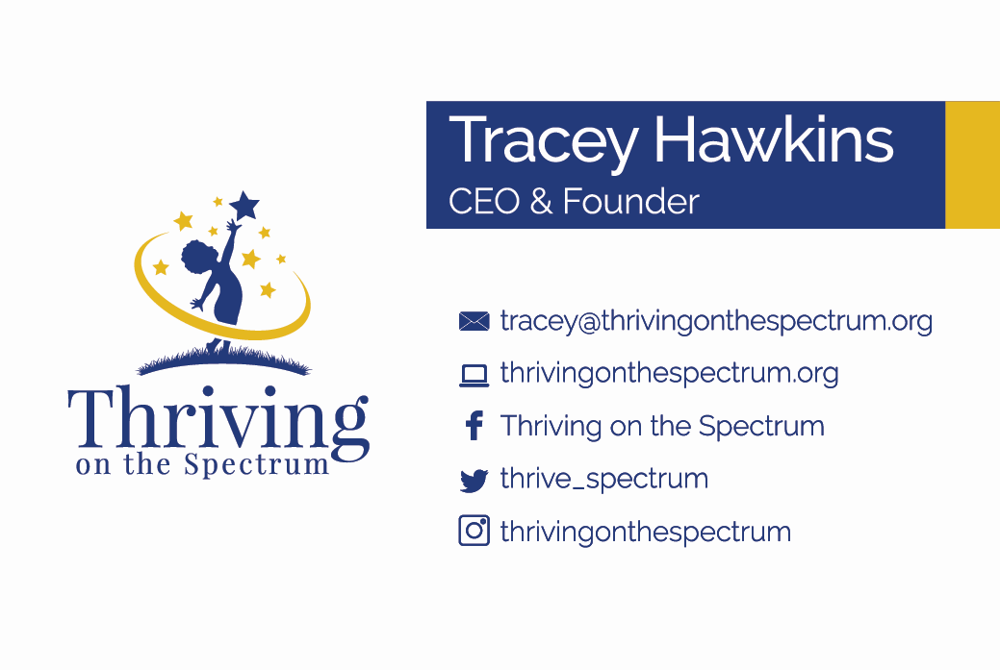 Tracey Hawkins
CEO & Founder
Thriving
on the Spectrum
tracey@thrivingonthespectrum.org
thrivingonthespectrum.org
Thriving on the Spectrum
thrive_spectrum
thrivingonthespectrum